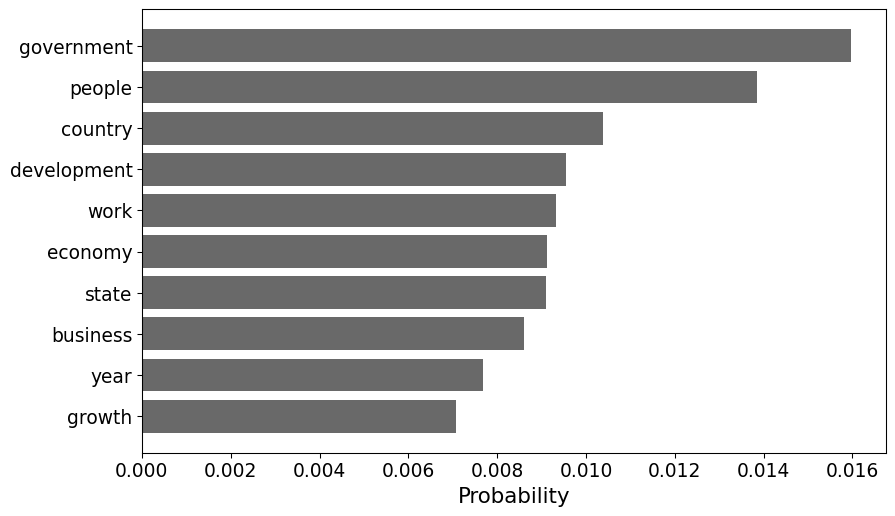 government
people
country
development
work
economy
state
business
year
growth
0.000 0.002 0.004 0.006 0.008 0.010 0.012 0.014 0.016
Probability